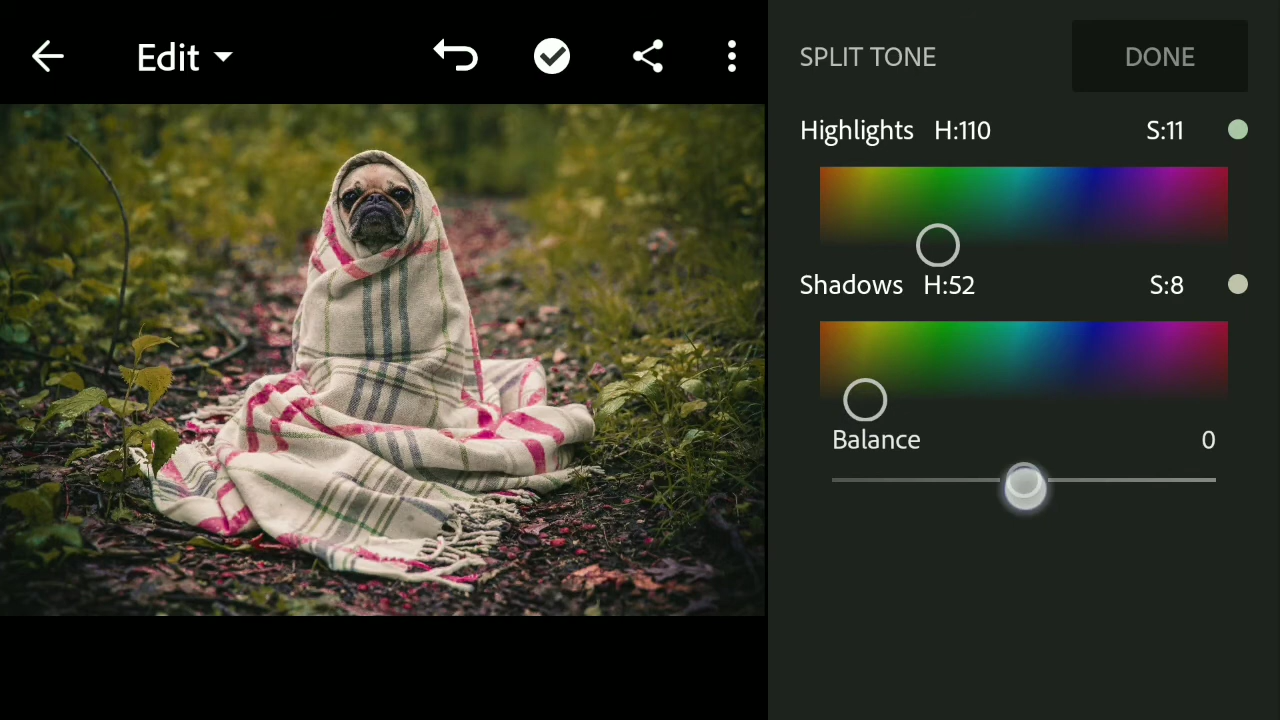 Edit
SPLIT TONE
DONE
Highlights H:110 S:11
Shadows H:52 S:8
Balance 0